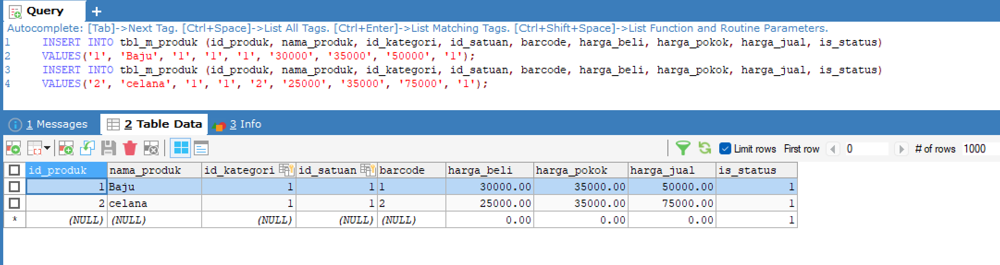 Query +
Autocomplete: [Tab]->Next Tag. [Ctrl+Space]->List All Tags. [Ctrl+Enter]->List Matching Tags. [Ctrl+Shift+Space]->List Function and Routine Parameters.
1 INSERT INTO tbl_m_produk (id_produk, nama_produk, id_kategori, id_satuan, barcode, harga_beli, harga_pokok, harga_jual, is_status)
2 VALUES('1', 'Baju', '1', '1', '1', '30000', '35000', '50000', '1');
3 INSERT INTO tbl_m_produk (id_produk, nama_produk, id_kategori, id_satuan, barcode, harga_beli, harga_pokok, harga_jual, is_status)
4 VALUES('2', 'celana', '1', '1', '2', '25000', '35000', '75000', '1');
1 Messages 2 Table Data 3 Info
Limit rows First row 0 # of rows 1000
id_produk nama_produk id_kategori id_satuan barcode harga_beli harga_pokok harga_jual is_status
1 Baju 1 1 1 30000.00 35000.00 50000.00 1
2 celana 1 1 2 25000.00 35000.00 75000.00 1
* (NULL) (NULL) (NULL) (NULL) (NULL) 0.00 0.00 0.00 1